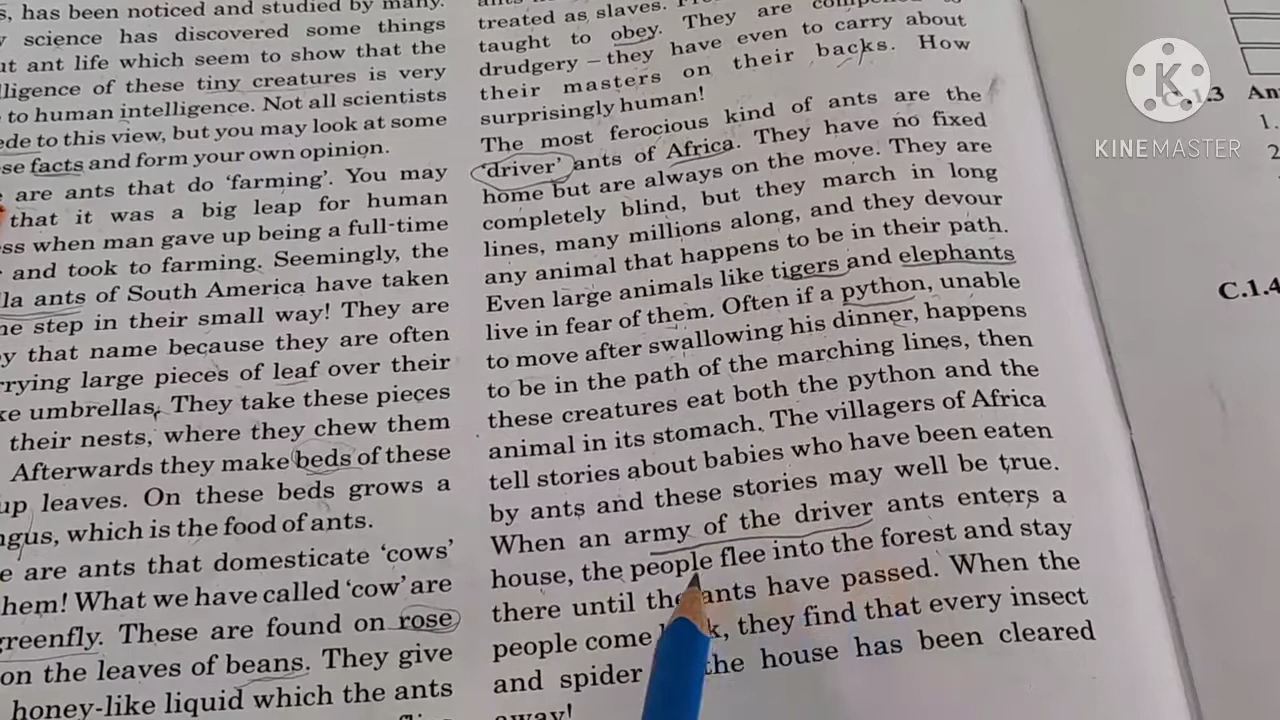 s, has been noticed and studied by many.
science has discovered some things
ut ant life which seem to show that the
lligence of these tiny creatures is very
to human intelligence. Not all scientists
ede to this view, but you may look at some
se facts and form your own opinion.
are ants that do 'farming'. You may
that it was a big leap for human
ss when man gave up being a full-time
and took to farming. Seemingly, the
lla ants of South America have taken
ne step in their small way! They are
y that name because they are often
rrying large pieces of leaf over their
ke umbrellas. They take these pieces
their nests, where they chew them
Afterwards they make beds of these
up leaves. On these beds grows a
ngus, which is the food of ants.
e are ants that domesticate 'cows'
hem! What we have called 'cow' are
greenfly. These are found on rose
on the leaves of beans. They give
honey-like liquid which the ants
treated as slaves.
taught to obey. They are
drudgery – they have even to carry about
their masters on their backs. How
surprisingly human!
The most ferocious kind of ants are the
'driver' ants of Africa. They have no fixed
home but are always on the move. They are
completely blind, but they march in long
lines, many millions along, and they devour
any animal that happens to be in their path.
Even large animals like tigers and elephants
live in fear of them. Often if a python, unable
to move after swallowing his dinner, happens
to be in the path of the marching lines, then
these creatures eat both the python and the
animal in its stomach. The villagers of Africa
tell stories about babies who have been eaten
by ants and these stories may well be true.
When an army of the driver ants enters a
house, the people flee into the forest and stay
there until the ants have passed. When the
people come k, they find that every insect
and spider the house has been cleared
away!
C.1.3 An
1.
2
C.1.4
K
KINEMASTER